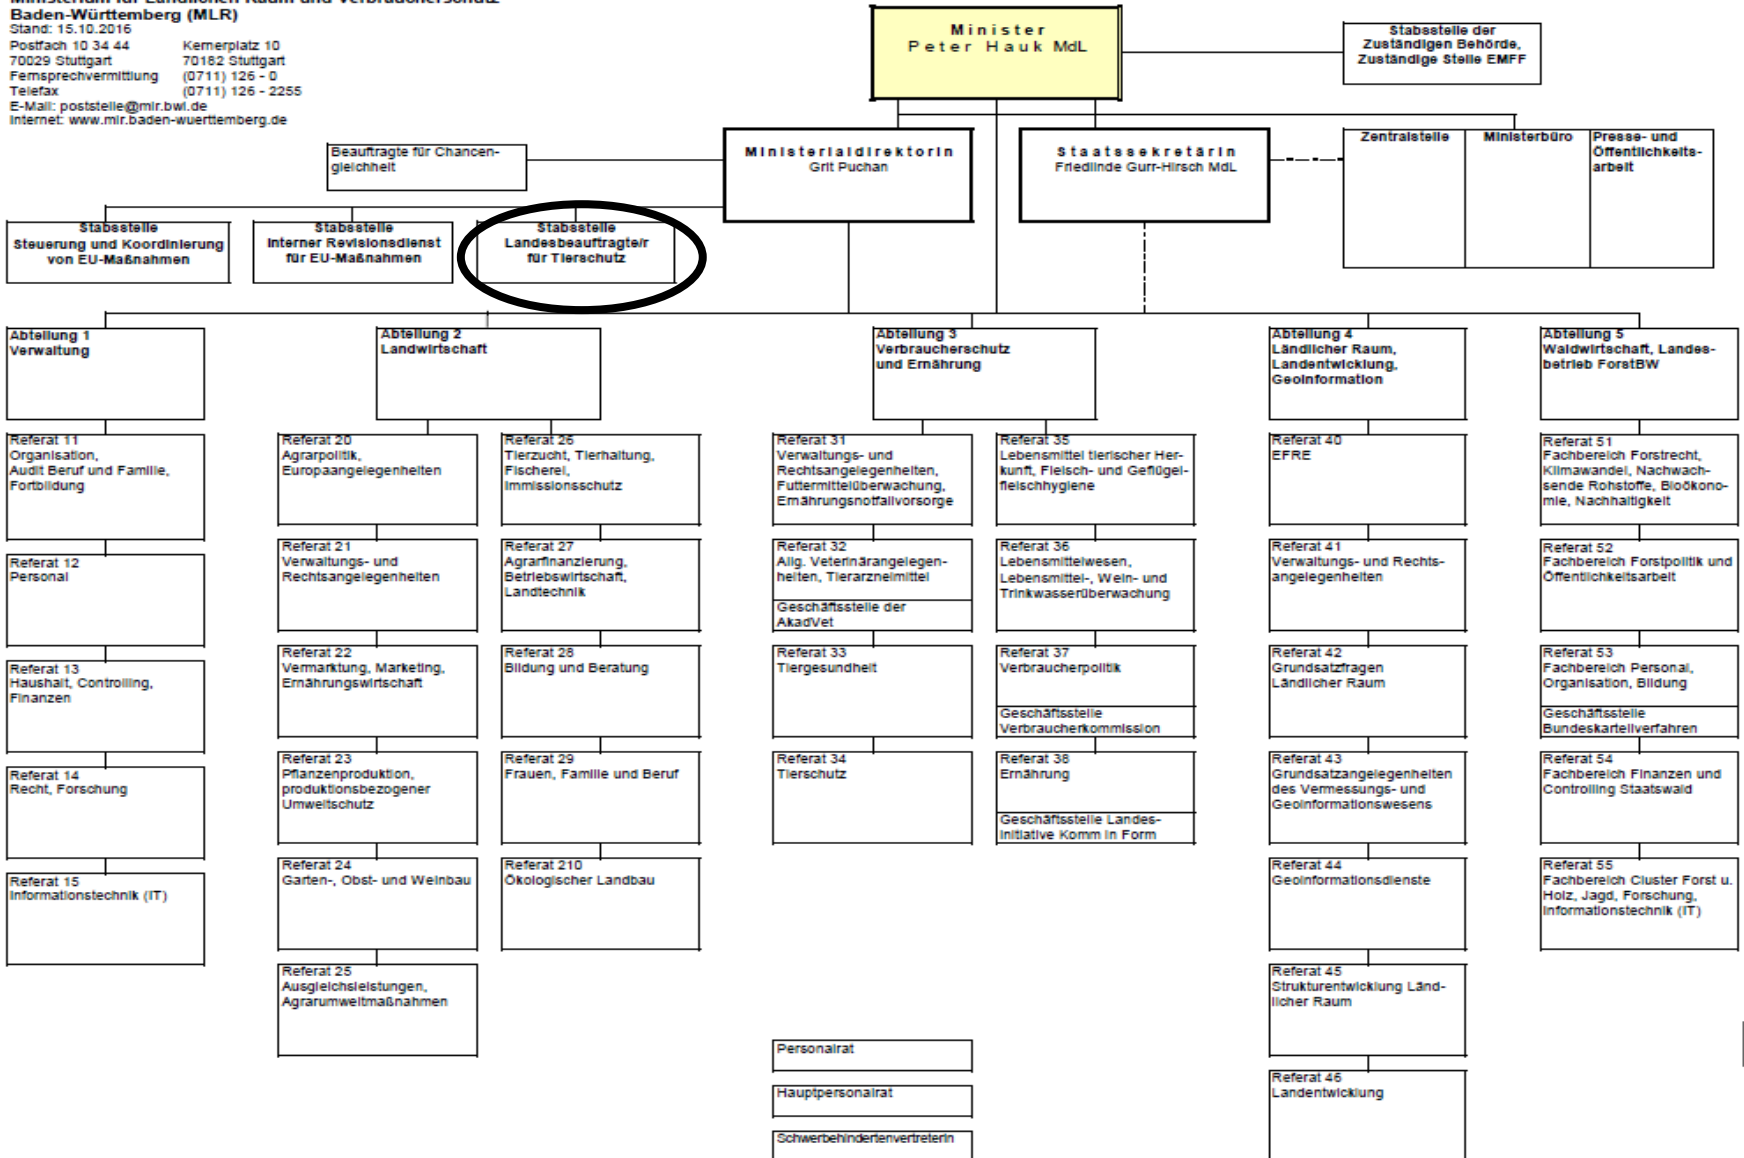 Ministerium für Ländlichen Raum und Verbraucherschutz
Baden-Württemberg (MLR)
Stand: 15.10.2016
Postfach 10 34 44 Kernerplatz 10
70029 Stuttgart 70182 Stuttgart
Fernsprechvermittlung (0711) 126 - 0
Telefax (0711) 126 - 2255
E-Mail: poststelle@mlr.bwl.de
Internet: www.mlr.baden-wuerttemberg.de
Minister
Peter Hauk MdL
Stabsstelle der
Zuständigen Behörde,
Zuständige Stelle EMFF
Beauftragte für Chancen-
gleichheit
Ministerialdirektorin
Grit Puchan
Staatssekretärin
Friedlinde Gurr-Hirsch MdL
Zentralstelle
Ministerbüro
Presse- und
Öffentlichkeits-
arbeit
Stabsstelle
Steuerung und Koordinierung
von EU-Maßnahmen
Stabsstelle
Interner Revisionsdienst
für EU-Maßnahmen
Stabsstelle
Landesbeauftragte/r
für Tierschutz
Abteilung 1
Verwaltung
Abteilung 2
Landwirtschaft
Abteilung 3
Verbraucherschutz
und Ernährung
Abteilung 4
Ländlicher Raum,
Landentwicklung,
Geoinformation
Abteilung 5
Waldwirtschaft, Landes-
betrieb ForstBW
Referat 11
Organisation,
Audit Beruf und Familie,
Fortbildung
Referat 12
Personal
Referat 13
Haushalt, Controlling,
Finanzen
Referat 14
Recht, Forschung
Referat 15
Informationstechnik (IT)
Referat 20
Agrarpolitik,
Europaangelegenheiten
Referat 21
Verwaltungs- und
Rechtsangelegenheiten
Referat 22
Vermarktung, Marketing,
Ernährungswirtschaft
Referat 23
Pflanzenproduktion,
produktionsbezogener
Umweltschutz
Referat 24
Garten-, Obst- und Weinbau
Referat 25
Ausgleichsleistungen,
Agrarumweltmaßnahmen
Referat 26
Tierzucht, Tierhaltung,
Fischerei,
Immissionsschutz
Referat 27
Agrarfinanzierung,
Betriebswirtschaft,
Landtechnik
Referat 28
Bildung und Beratung
Referat 29
Frauen, Familie und Beruf
Referat 210
Ökologischer Landbau
Referat 31
Verwaltungs- und
Rechtsangelegenheiten,
Futtermittelüberwachung,
Ernährungsnotfallvorsorge
Referat 32
Allg. Veterinärangelegen-
heiten, Tierarzneimittel
Geschäftsstelle der
AkadVet
Referat 33
Tiergesundheit
Referat 34
Tierschutz
Referat 35
Lebensmittel tierischer Her-
kunft, Fleisch- und Geflügel-
fleischhygiene
Referat 36
Lebensmittelwesen,
Lebensmittel-, Wein- und
Trinkwasserüberwachung
Referat 37
Verbraucherpolitik
Geschäftsstelle
Verbraucherkommission
Referat 38
Ernährung
Geschäftsstelle Landes-
initiative Komm in Form
Referat 40
EFRE
Referat 41
Verwaltungs- und Rechts-
angelegenheiten
Referat 42
Grundsatzfragen
Ländlicher Raum
Referat 43
Grundsatzangelegenheiten
des Vermessungs- und
Geoinformationswesens
Referat 44
Geoinformationsdienste
Referat 45
Strukturentwicklung Länd-
licher Raum
Referat 46
Landentwicklung
Referat 51
Fachbereich Forstrecht,
Klimawandel, Nachwach-
sende Rohstoffe, Bioökono-
mie, Nachhaltigkeit
Referat 52
Fachbereich Forstpolitik und
Öffentlichkeitsarbeit
Referat 53
Fachbereich Personal,
Organisation, Bildung
Geschäftsstelle
Bundeskartellverfahren
Referat 54
Fachbereich Finanzen und
Controlling Staatswald
Referat 55
Fachbereich Cluster Forst u.
Holz, Jagd, Forschung,
Informationstechnik (IT)
Personalrat
Hauptpersonalrat
Schwerbehindertenvertreterin